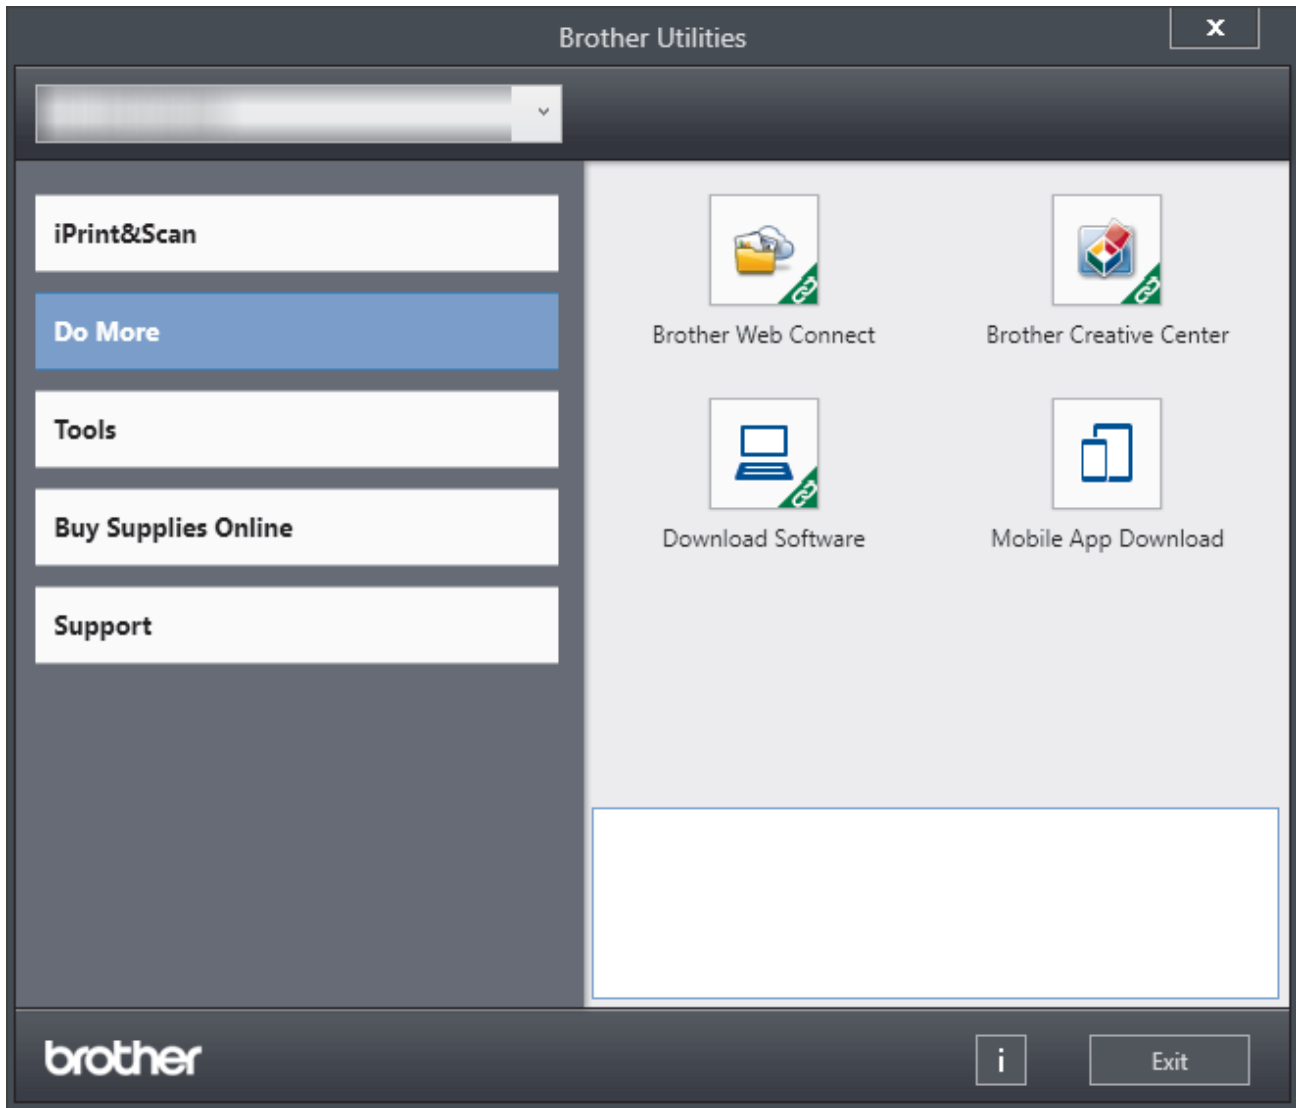 Brother Utilities
X
iPrint&Scan
Do More
Tools
Buy Supplies Online
Support
Brother Web Connect
Brother Creative Center
Download Software
Mobile App Download
brother
i
Exit